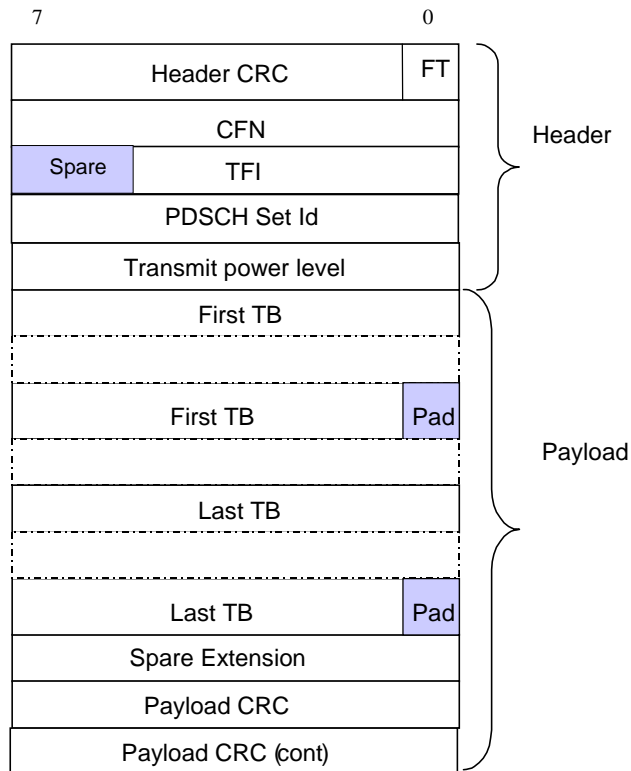 7 0
Header CRC FT
CFN
Header
Spare TFI
PDSCH Set Id
Transmit power level
First TB
First TB Pad
Payload
Last TB
Last TB Pad
Spare Extension
Payload CRC
Payload CRC (cont)